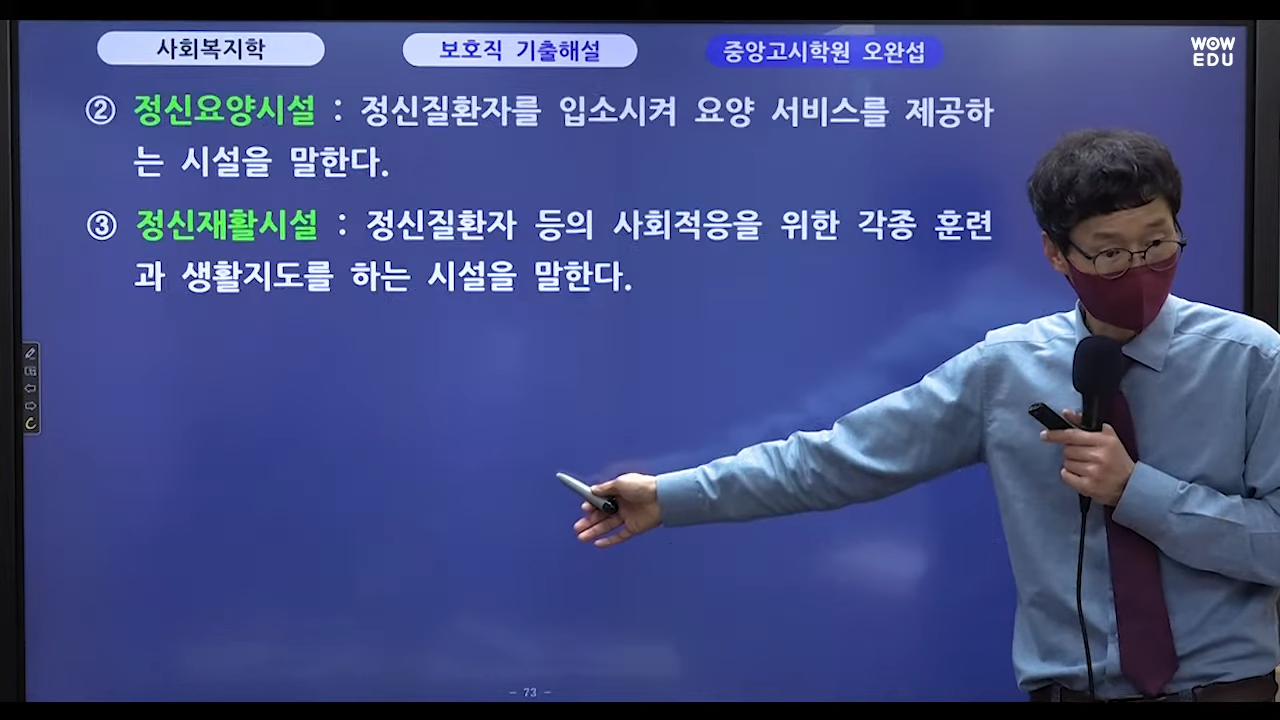 사회복지학
보호직 기출해설
중앙고시학원 오완섭
WOW
EDU
② 정신요양시설 : 정신질환자를 입소시켜 요양 서비스를 제공하
는 시설을 말한다.
③ 정신재활시설 : 정신질환자 등의 사회적응을 위한 각종 훈련
과 생활지도를 하는 시설을 말한다.
- 73 -